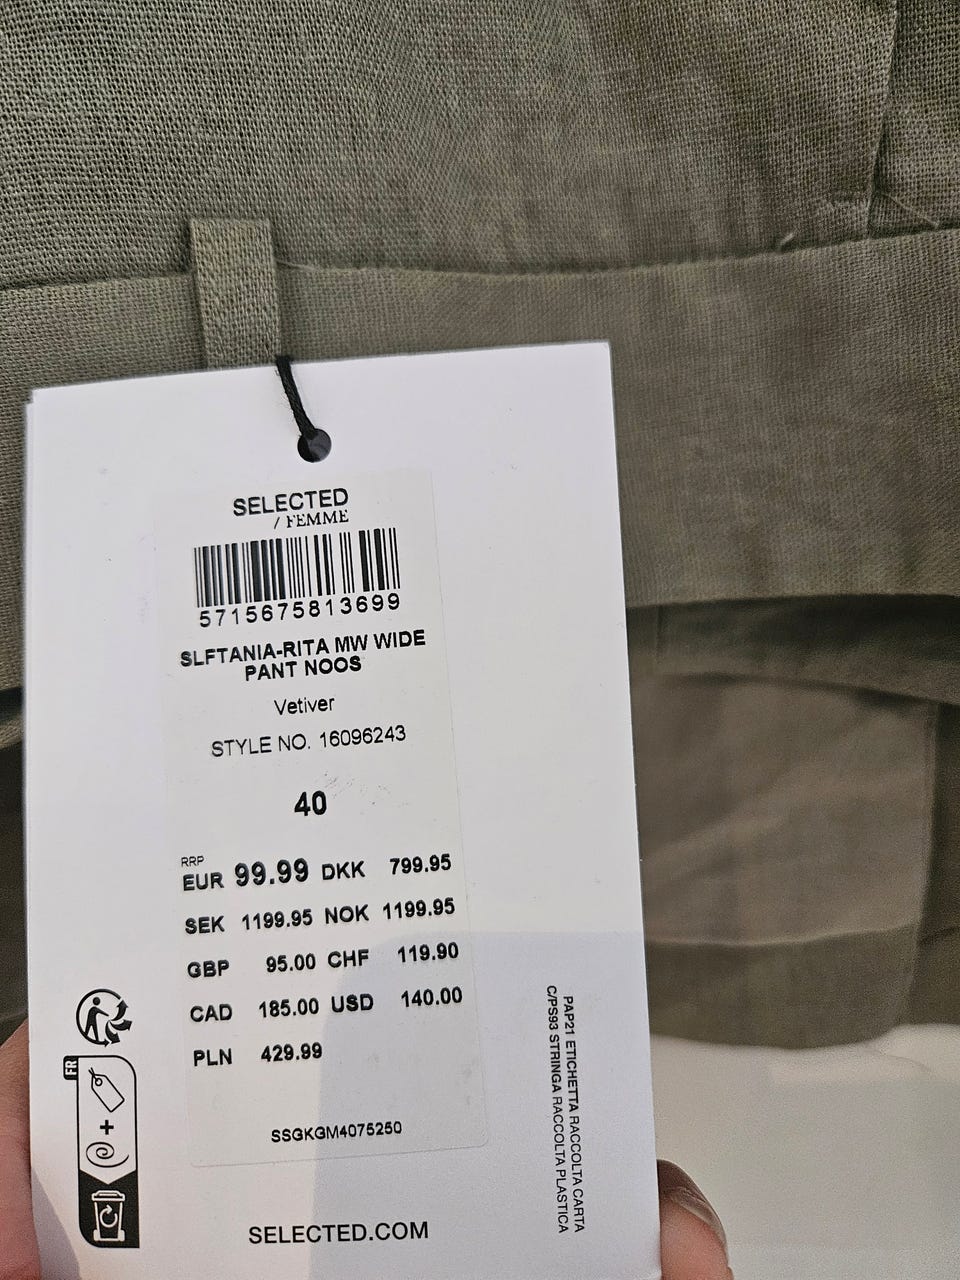 SELECTED
/ FEMME
5715675813699
SLFTANIA-RITA MW WIDE
PANT NOOS
Vetiver
STYLE NO. 16096243
40
RRP
EUR 99.99 DKK 799.95
SEK 1199.95 NOK 1199.95
GBP 95.00 CHF 119.90
CAD 185.00 USD 140.00
PLN 429.99
SSGKGM4075250
FR
+
PAP21 ETICHETTA RACCOLTA CARTA
C/PS93 STRINGA RACCOLTA PLASTICA
SELECTED.COM